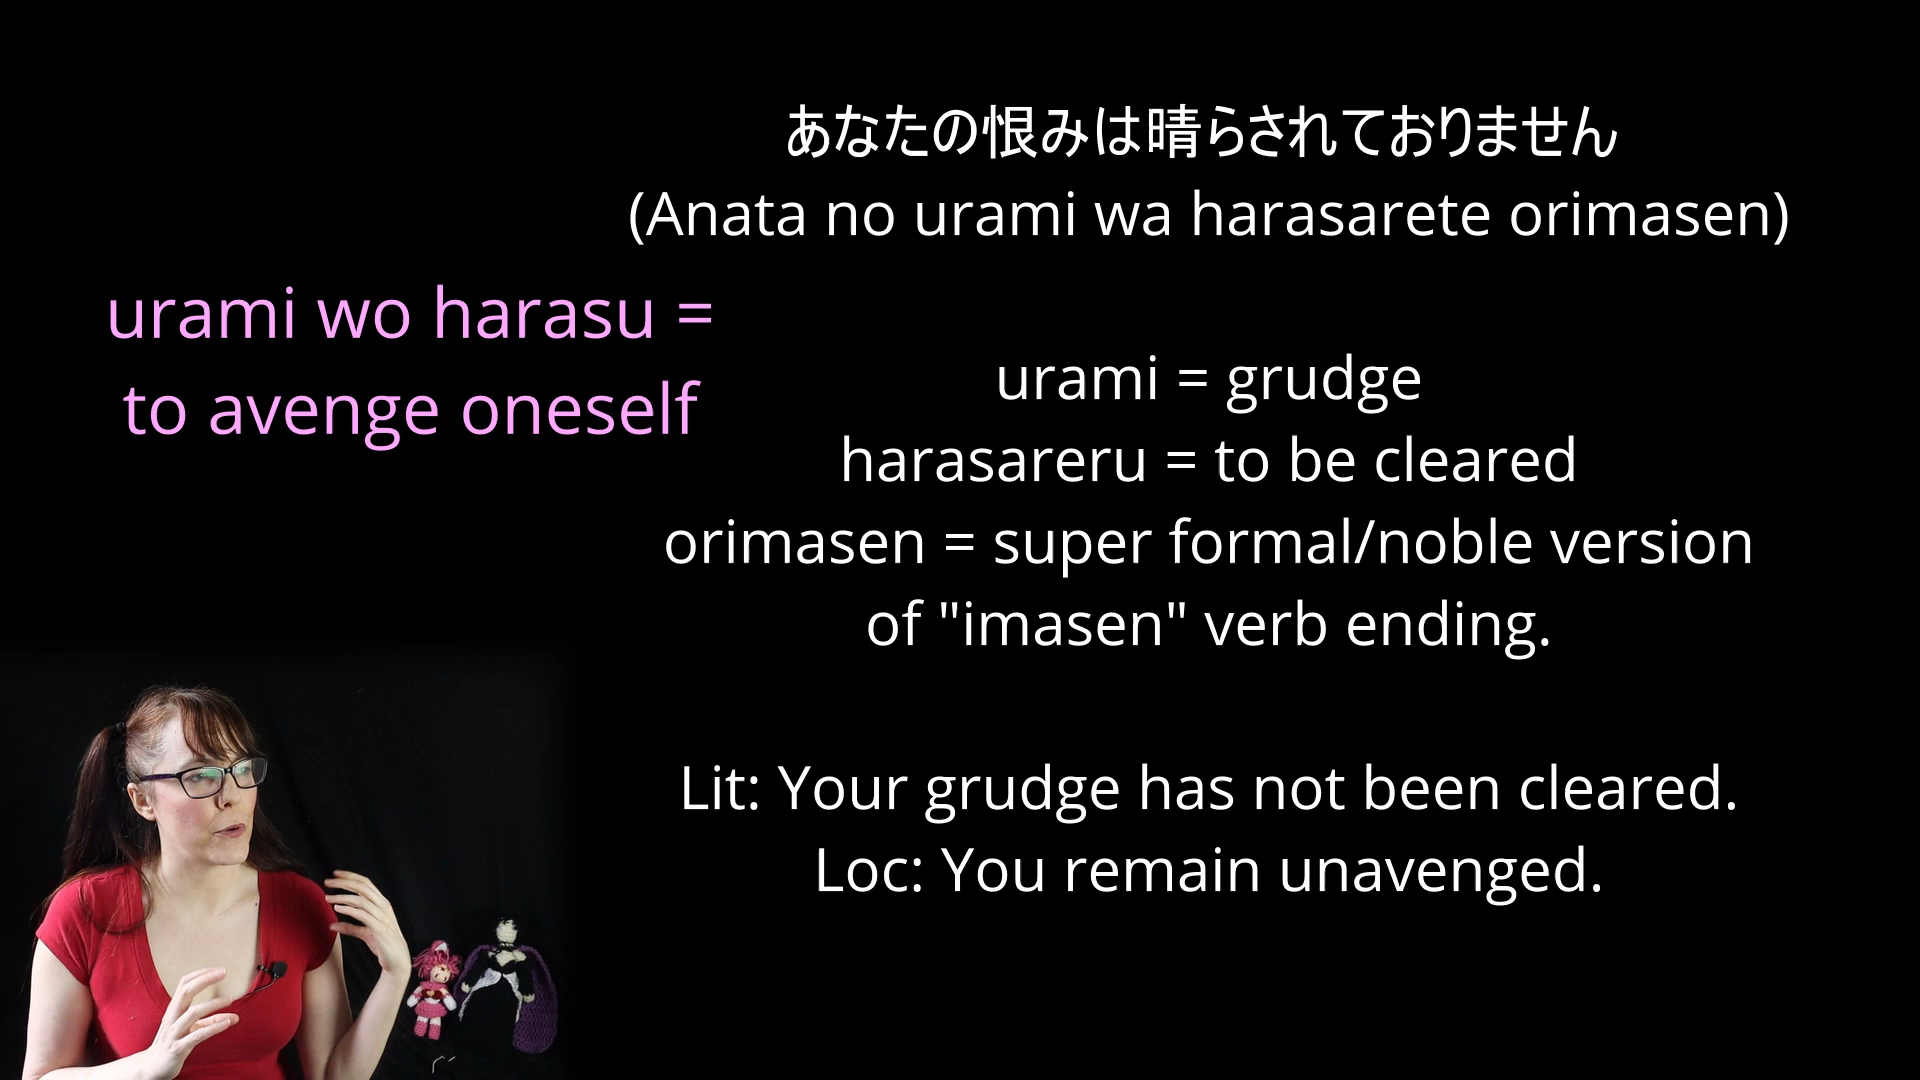 あなたの恨みは晴らされておりません
(Anata no urami wa harasarete orimasen)
urami wo harasu =
to avenge oneself
urami = grudge
harasareru = to be cleared
orimasen = super formal/noble version
of "imasen" verb ending.
Lit: Your grudge has not been cleared.
Loc: You remain unavenged.